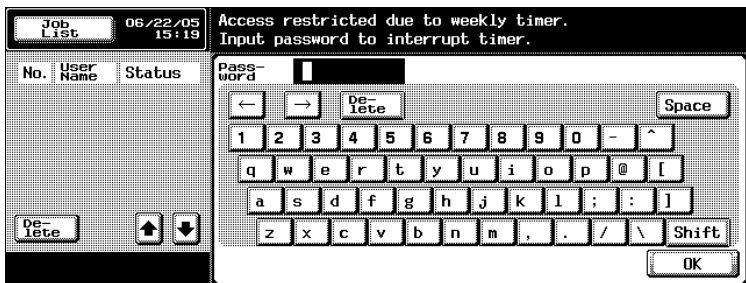 Job
List
06/22/05
15:19
Access restricted due to weekly timer.
Input password to interrupt timer.
No. User
Name Status
Pass-
word
← → De-
lete Space
1 2 3 4 5 6 7 8 9 0 - ^
q w e r t y u i o p @ [
a s d f g h j k l ; : ]
z x c v b n m , . / \ Shift
De-
lete ↑ ↓
OK